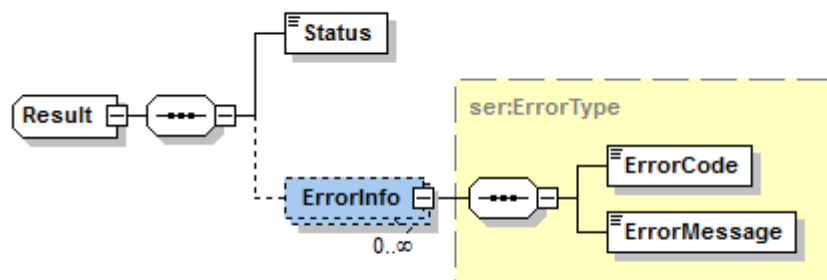 Status
Result
ser:ErrorType
ErrorCode
ErrorInfo
0..∞
ErrorMessage